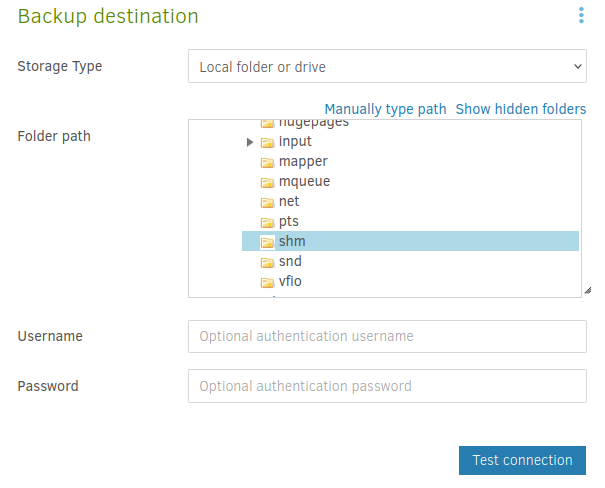 Backup destination
Storage Type
Local folder or drive
Manually type path Show hidden folders
Folder path
hugepages
input
mapper
mqueue
net
pts
shm
snd
vfio
Username
Optional authentication username
Password
Optional authentication password
Test connection